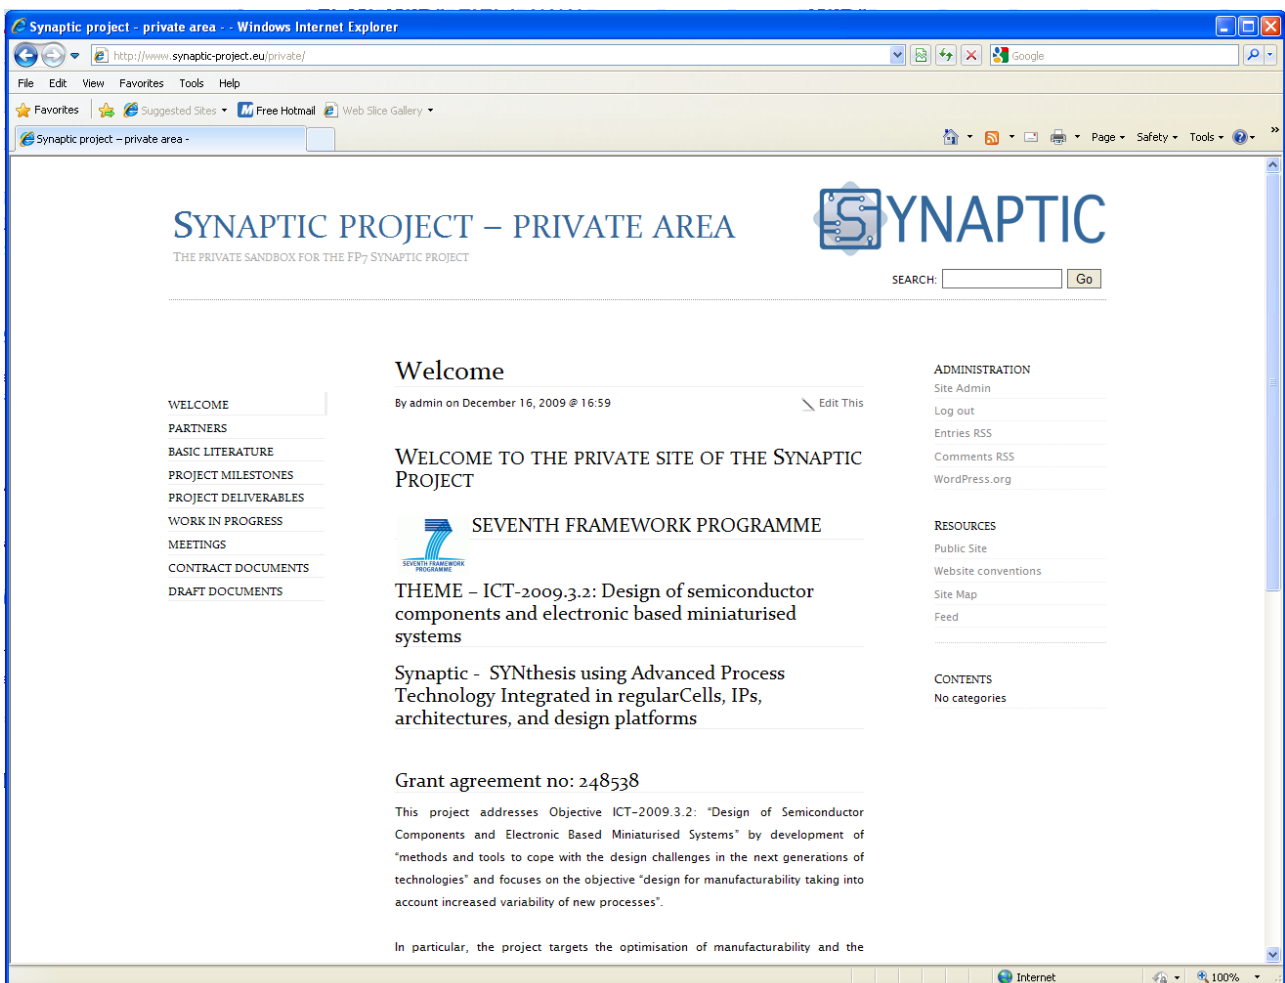 Synaptic project - private area - - Windows Internet Explorer
http://www.synaptic-project.eu/private/
Google
File Edit View Favorites Tools Help
Favorites Suggested Sites Free Hotmail Web Slice Gallery
Synaptic project – private area -
Page Safety Tools »
SYNAPTIC PROJECT – PRIVATE AREA
THE PRIVATE SANDBOX FOR THE FP7 SYNAPTIC PROJECT
SYNAPTIC
SEARCH: Go
WELCOME
PARTNERS
BASIC LITERATURE
PROJECT MILESTONES
PROJECT DELIVERABLES
WORK IN PROGRESS
MEETINGS
CONTRACT DOCUMENTS
DRAFT DOCUMENTS
Welcome
By admin on December 16, 2009 @ 16:59 Edit This
WELCOME TO THE PRIVATE SITE OF THE SYNAPTIC
PROJECT
7
SEVENTH FRAMEWORK
PROGRAMME
SEVENTH FRAMEWORK PROGRAMME
THEME – ICT-2009.3.2: Design of semiconductor
components and electronic based miniaturised
systems
Synaptic - SYNthesis using Advanced Process
Technology Integrated in regularCells, IPs,
architectures, and design platforms
Grant agreement no: 248538
This project addresses Objective ICT-2009.3.2: "Design of Semiconductor
Components and Electronic Based Miniaturised Systems" by development of
"methods and tools to cope with the design challenges in the next generations of
technologies" and focuses on the objective "design for manufacturability taking into
account increased variability of new processes".
In particular, the project targets the optimisation of manufacturability and the
ADMINISTRATION
Site Admin
Log out
Entries RSS
Comments RSS
WordPress.org
RESOURCES
Public Site
Website conventions
Site Map
Feed
CONTENTS
No categories
Internet 100%